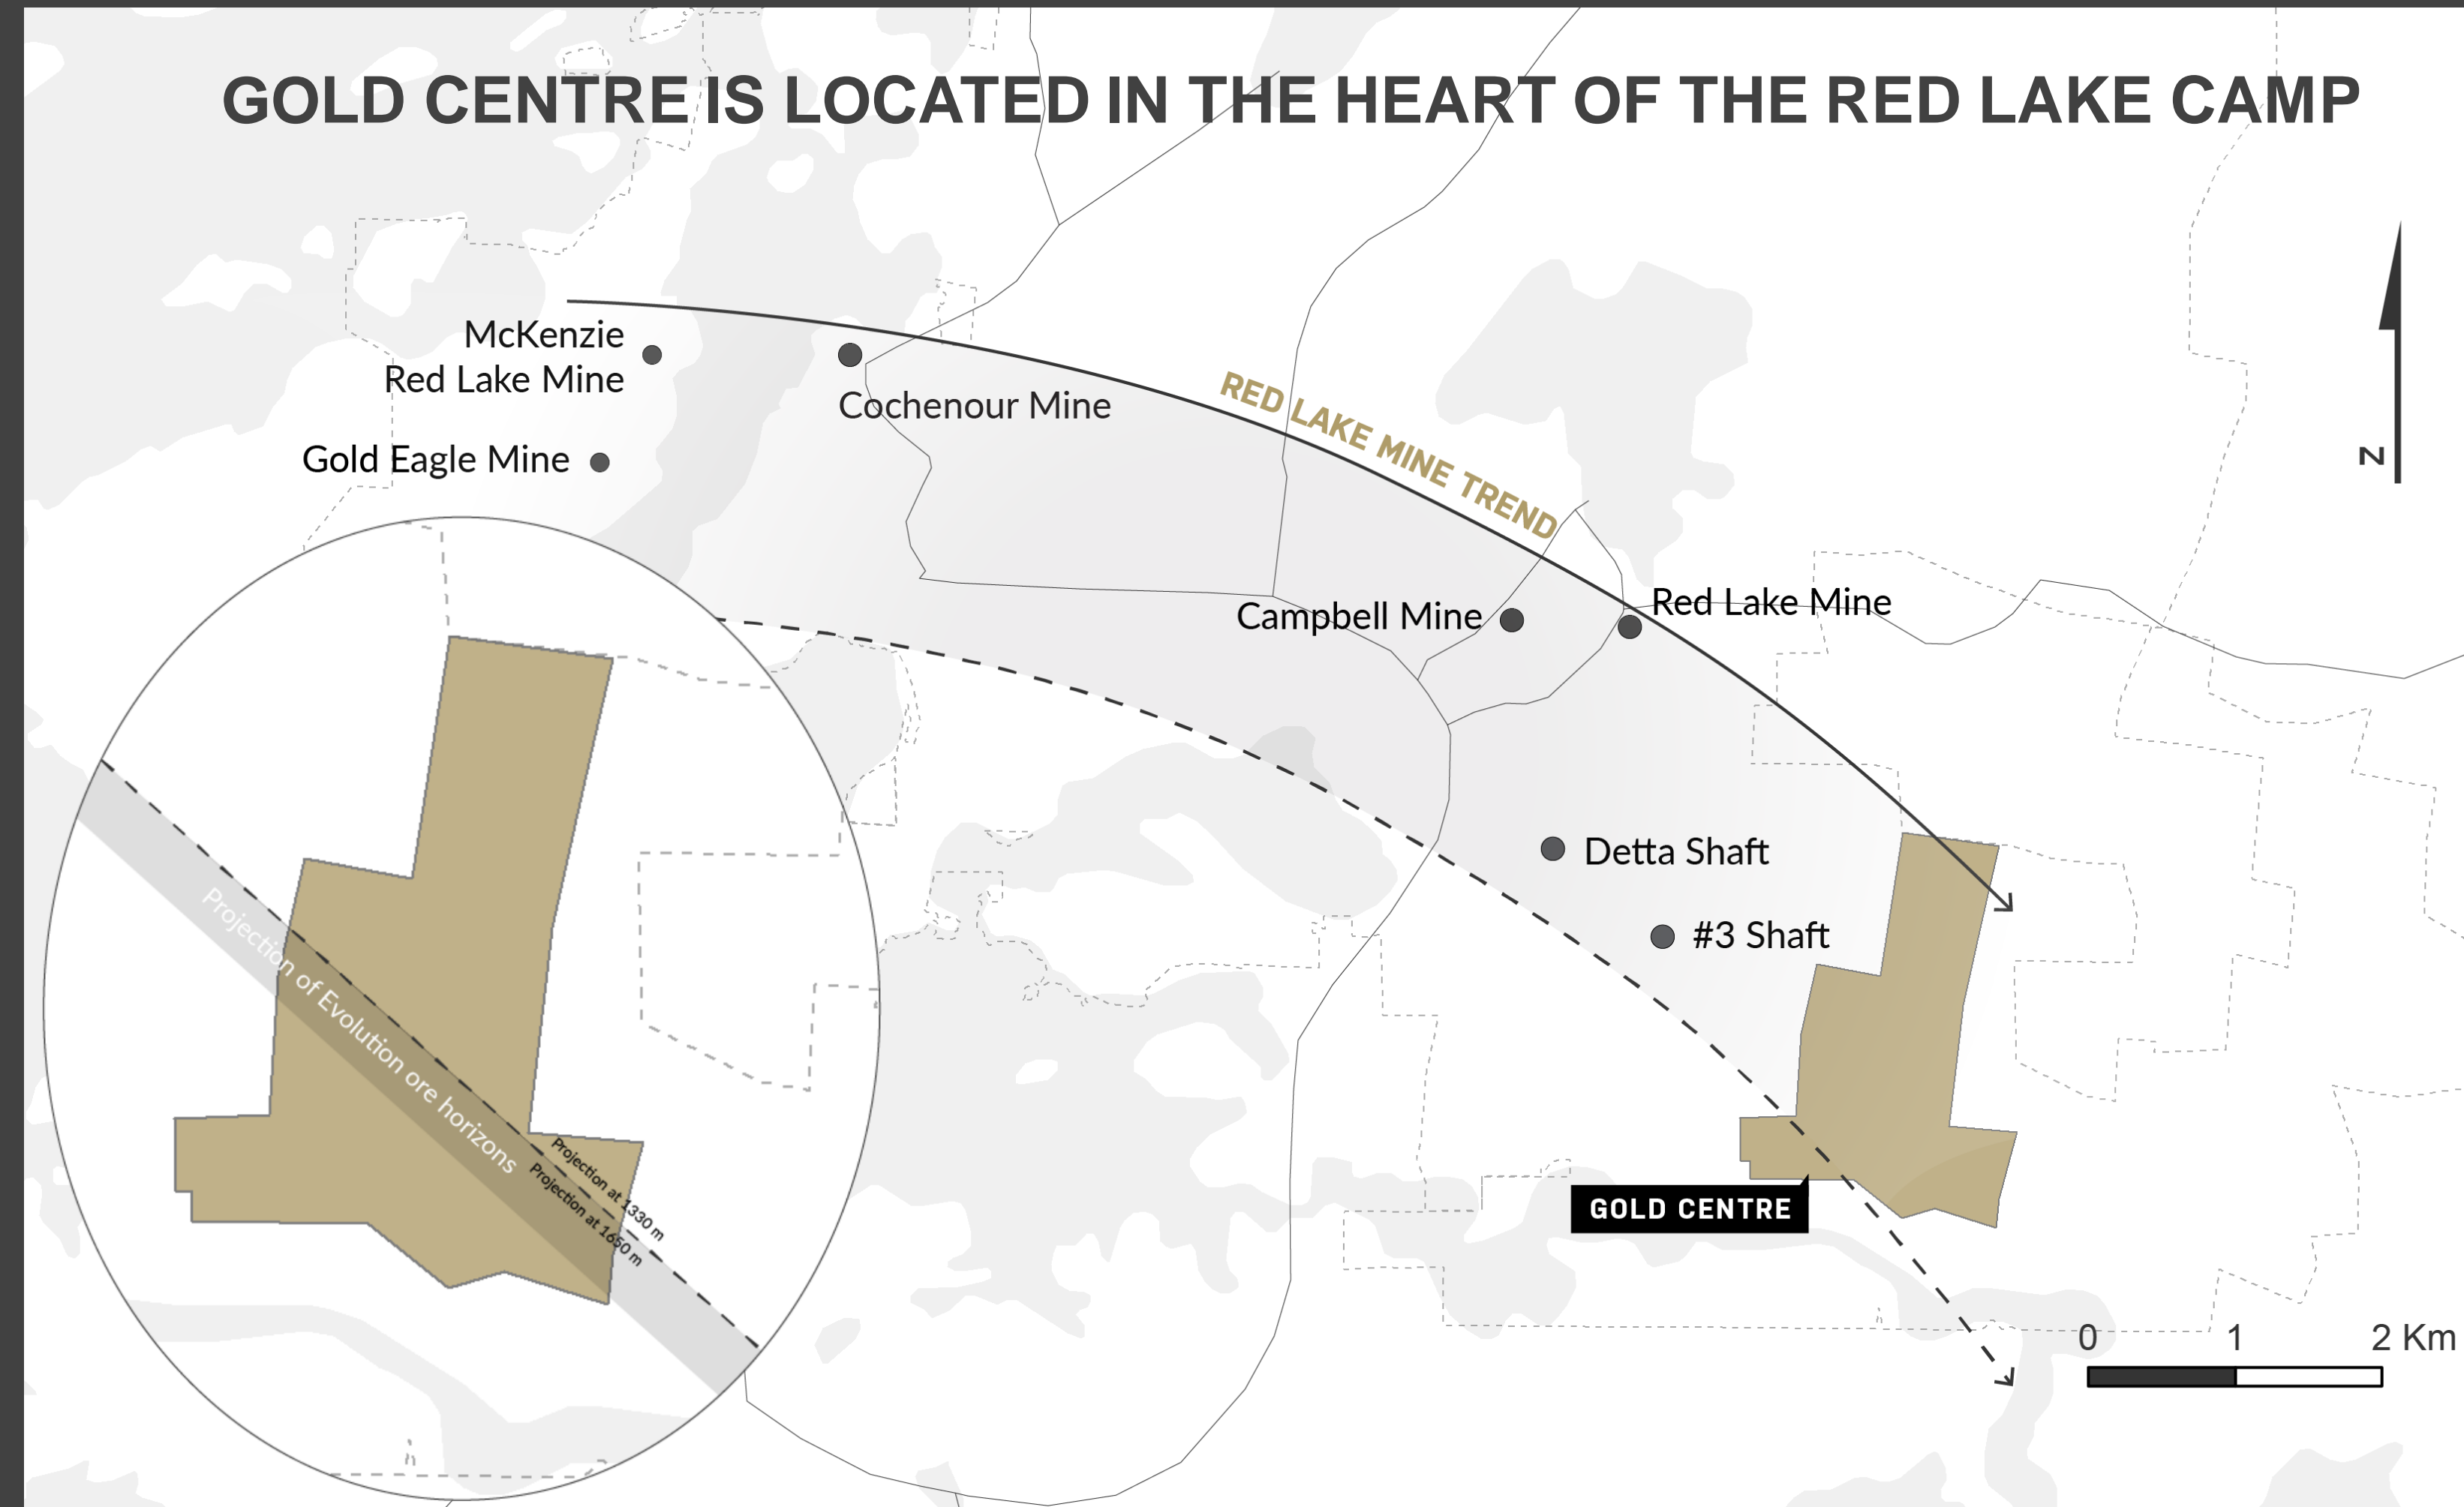 GOLD CENTRE IS LOCATED IN THE HEART OF THE RED LAKE CAMP
McKenzie
Red Lake Mine
Cochenour Mine
Gold Eagle Mine
RED LAKE MINE TREND
N
Campbell Mine
Red Lake Mine
Detta Shaft
#3 Shaft
Projection of Evolution ore horizons
Projection at 1330 m
Projection at 1650 m
GOLD CENTRE
0 1 2 Km